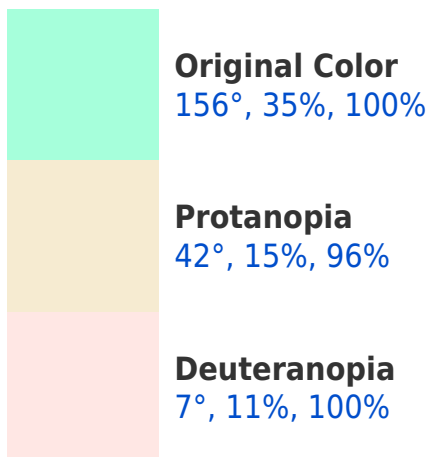 Original Color
156°, 35%, 100%
Protanopia
42°, 15%, 96%
Deuteranopia
7°, 11%, 100%